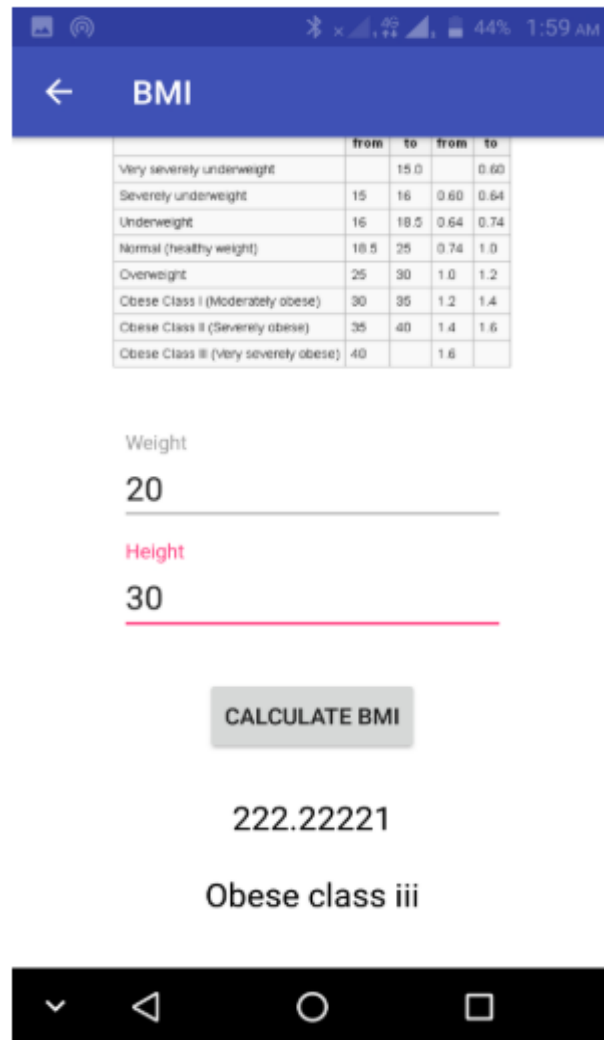 4G 44% 1:59 AM
BMI
from to from to
Very severely underweight 15.0 0.60
Severely underweight 15 16 0.60 0.64
Underweight 16 18.5 0.64 0.74
Normal (healthy weight) 18.5 25 0.74 1.0
Overweight 25 30 1.0 1.2
Obese Class I (Moderately obese) 30 35 1.2 1.4
Obese Class II (Severely obese) 35 40 1.4 1.6
Obese Class III (Very severely obese) 40 1.6
Weight
20
Height
30
CALCULATE BMI
222.22221
Obese class iii